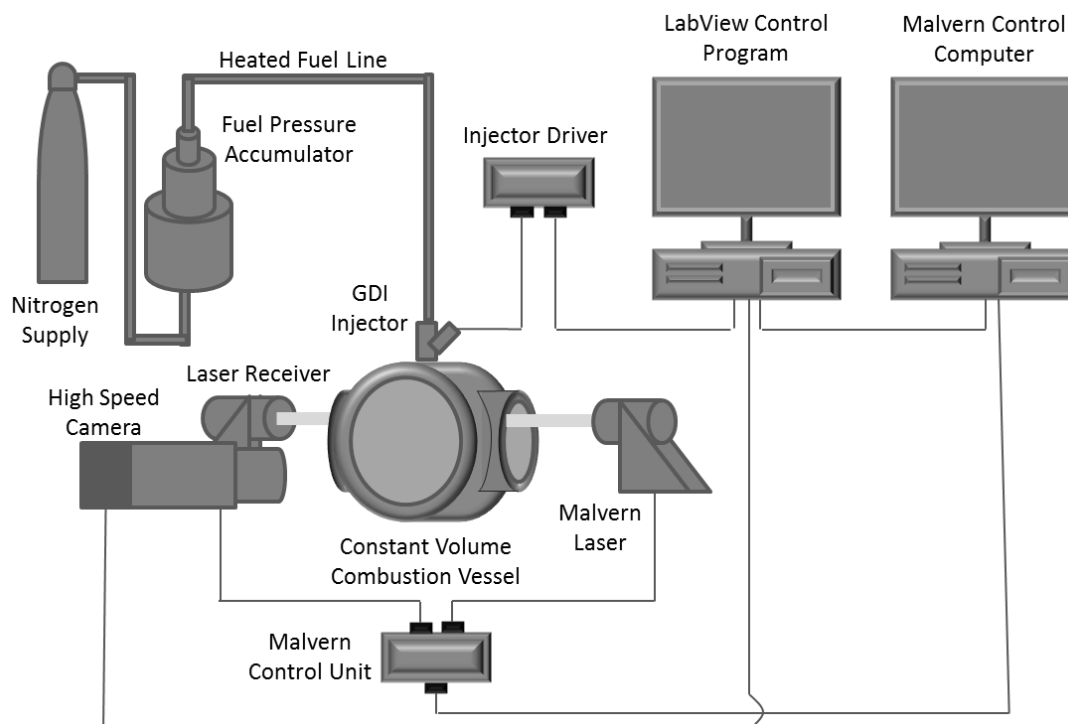 LabView Control
Program
Malvern Control
Computer
Heated Fuel Line
Fuel Pressure
Accumulator
Injector Driver
Nitrogen
Supply
GDI
Injector
Laser Receiver
High Speed
Camera
Malvern
Laser
Constant Volume
Combustion Vessel
Malvern
Control Unit